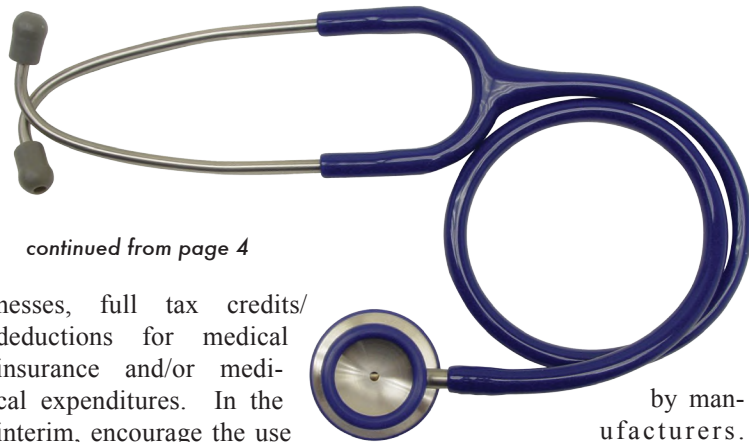 continued from page 4
nesses, full tax credits/
deductions for medical
insurance and/or medi-
cal expenditures. In the
interim, encourage the use
by man-
ufacturers.